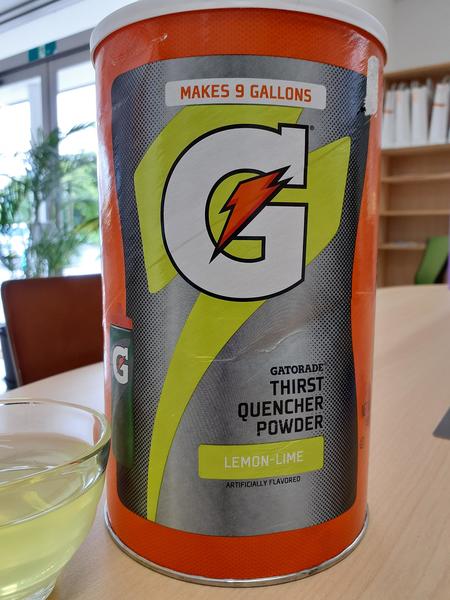 MAKES 9 GALLONS
G
G
GATORADE
THIRST
QUENCHER
POWDER
LEMON-LIME
ARTIFICIALLY FLAVORED